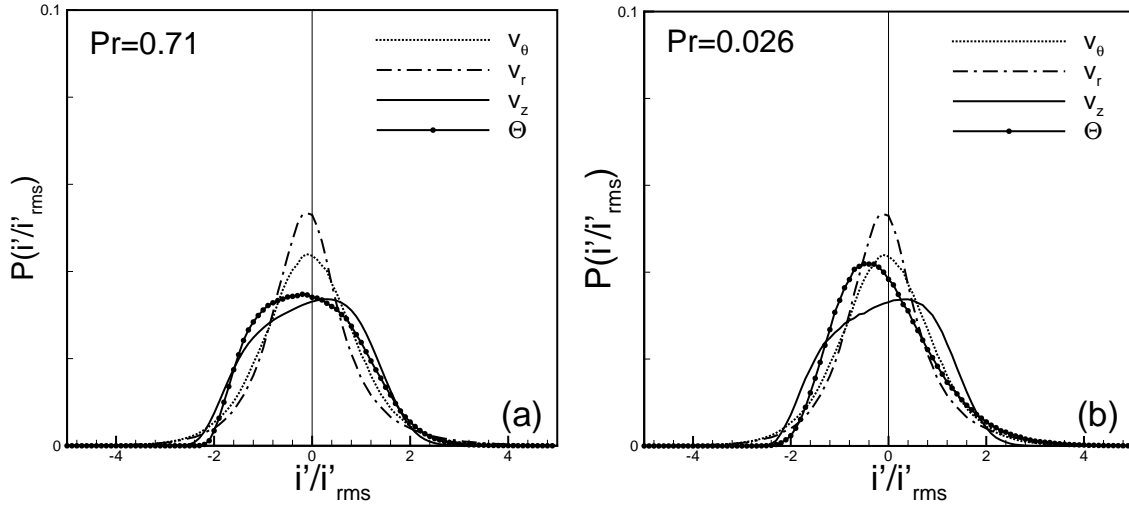 0.1
Pr=0.71
v_θ
v_r
v_z
Θ
P(i'/i'_rms)
0
(a)
-4 -2 0 2 4
i'/i'_rms
0.1
Pr=0.026
v_θ
v_r
v_z
Θ
P(i'/i'_rms)
0
(b)
-4 -2 0 2 4
i'/i'_rms